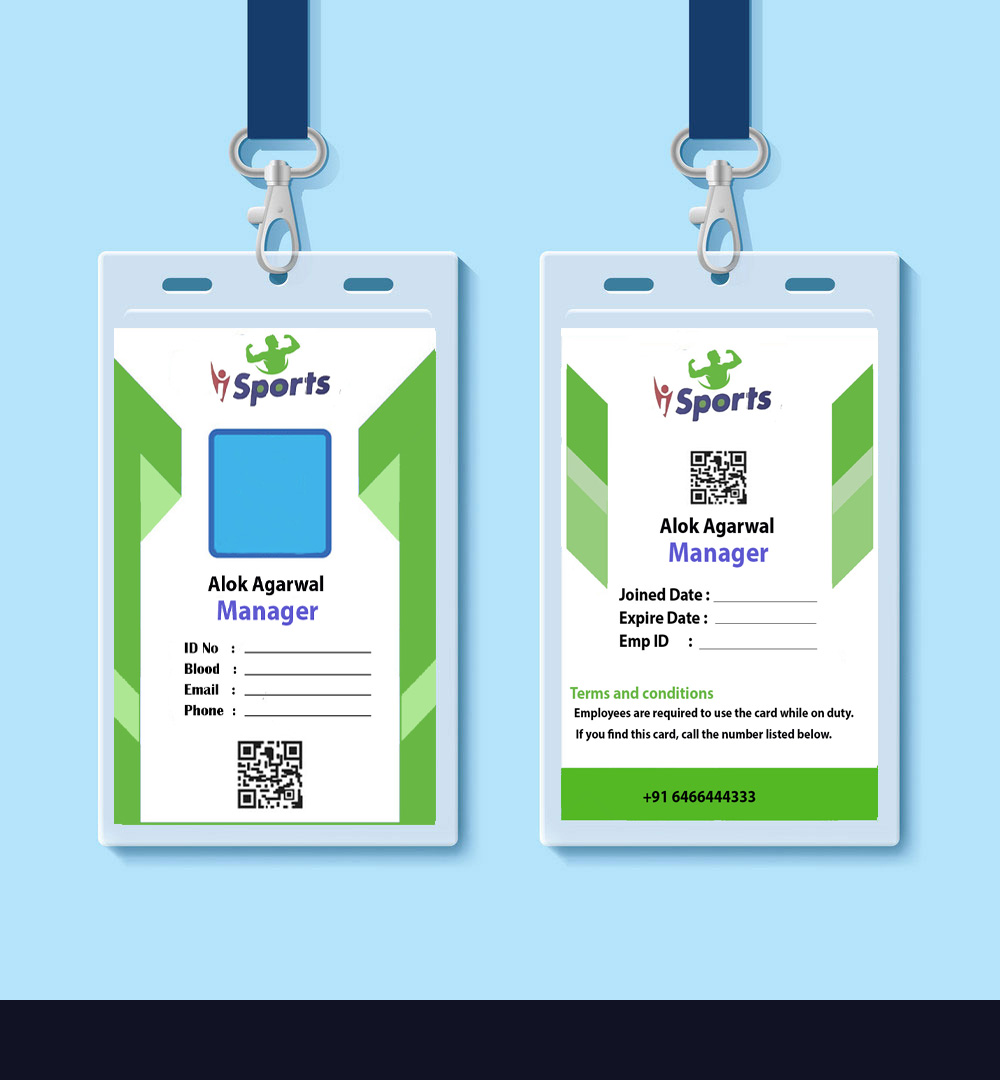 Sports
Alok Agarwal
Manager
ID No :
Blood :
Email :
Phone :
Sports
Alok Agarwal
Manager
Joined Date :
Expire Date :
Emp ID :
Terms and conditions
Employees are required to use the card while on duty.
If you find this card, call the number listed below.
+91 6466444333